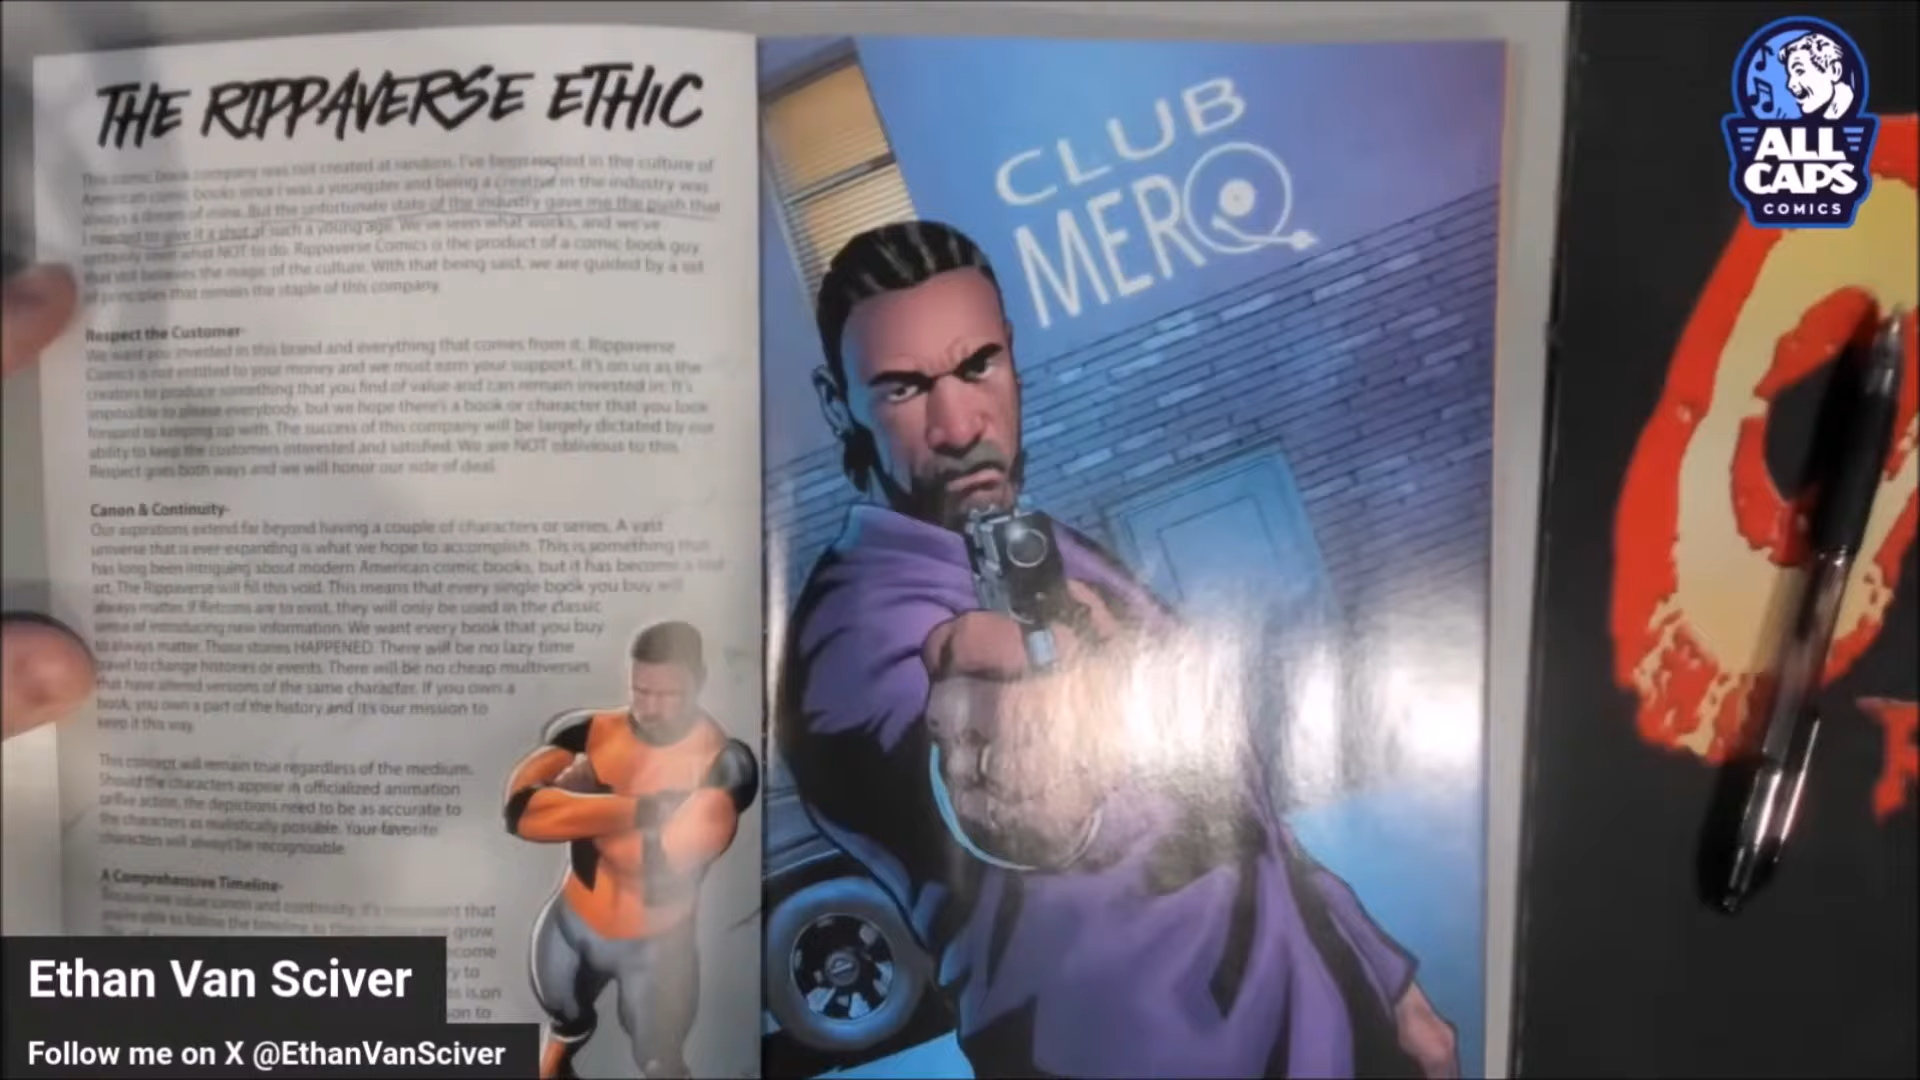 THE RIPPAVERSE ETHIC
This comic book company was not created at random. I've been rooted in the culture of
American comic books since I was a youngster and being a creative in the industry was
always a dream of mine. But the unfortunate state of the industry gave me the push that
I needed to give it a shot at such a young age. We've seen what works, and we've
certainly seen what NOT to do. Rippaverse Comics is the product of a comic book guy
that still believes the magic of the culture. With that being said, we are guided by a set
of principles that remain the staple of this company.
Respect the Customer-
We want you invested in this brand and everything that comes from it. Rippaverse
Comics is not entitled to your money and we must earn your support. It's on us as the
creators to produce something that you find of value and can remain invested in. It's
impossible to please everybody, but we hope there's a book or character that you look
forward to keeping up with. The success of this company will be largely dictated by our
ability to keep the customers interested and satisfied. We are NOT oblivious to this.
Respect goes both ways and we will honor our side of deal.
Canon & Continuity-
Our aspirations extend far beyond having a couple of characters or series. A vast
universe that is ever-expanding is what we hope to accomplish. This is something that
has long been intriguing about modern American comic books, but it has become a lost
art. The Rippaverse will fill this void. This means that every single book you buy will
always matter. If Retcons are to exist, they will only be used in the classic
sense of introducing new information. We want every book that you buy
to always matter. Those stories HAPPENED. There will be no lazy time
travel to change histories or events. There will be no cheap multiverses
that have altered versions of the same character. If you own a
book, you own a part of the history and it's our mission to
keep it this way.
This concept will remain true regardless of the medium.
Should the characters appear in officialized animation
or live action, the depictions need to be as accurate to
the characters as realistically possible. Your favorite
characters will always be recognizable.
A Comprehensive Timeline-
Because we value canon and continuity, it's important that
you're able to follow the timeline
grow,
is on
CLUB
MERQ
ALL
CAPS
COMICS
Ethan Van Sciver
Follow me on X @EthanVanSciver